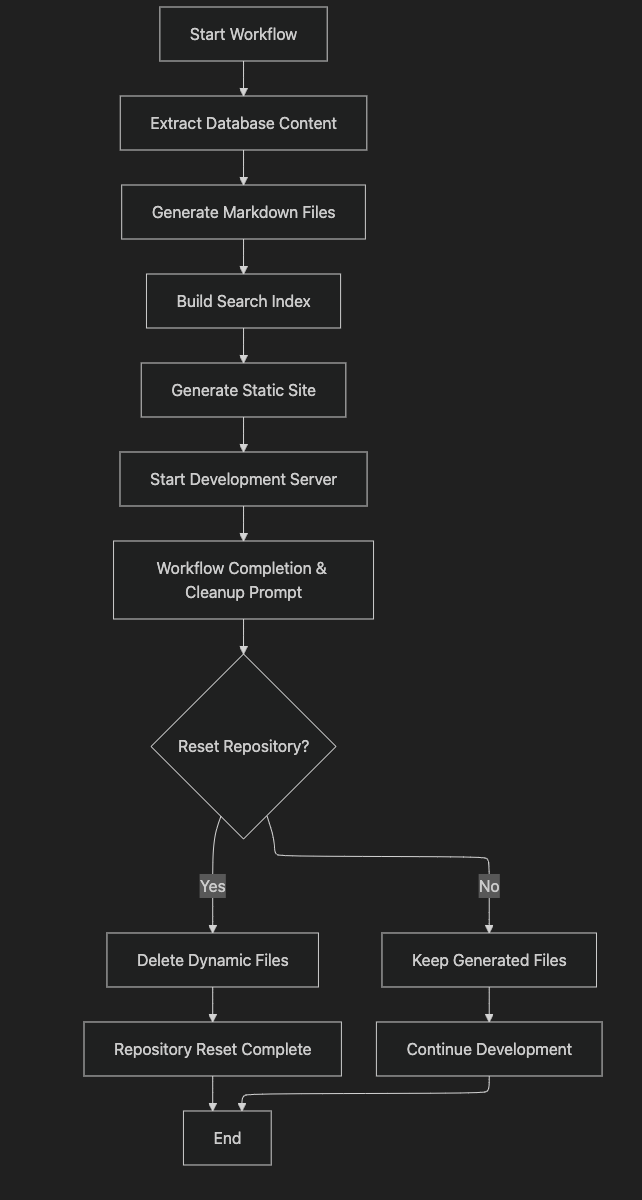 Start Workflow
Extract Database Content
Generate Markdown Files
Build Search Index
Generate Static Site
Start Development Server
Workflow Completion &
Cleanup Prompt
Reset Repository?
Yes
No
Delete Dynamic Files
Keep Generated Files
Repository Reset Complete
Continue Development
End